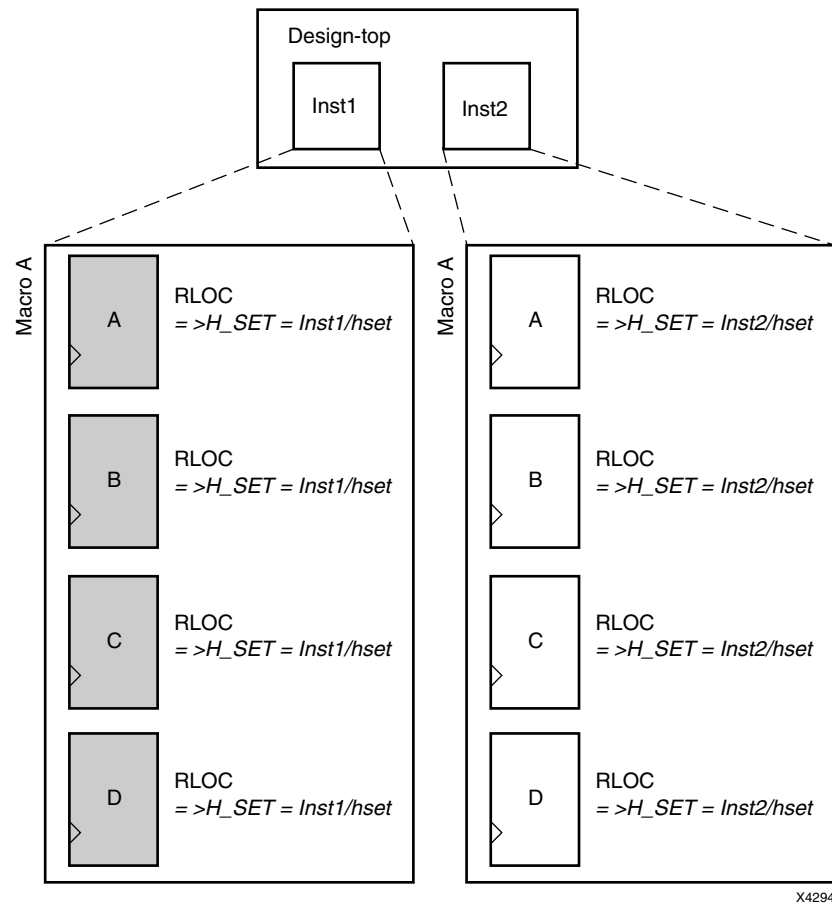 Design-top
Inst1
Inst2
Macro A
A
RLOC
= >H_SET = Inst1/hset
B
RLOC
= >H_SET = Inst1/hset
C
RLOC
= >H_SET = Inst1/hset
D
RLOC
= >H_SET = Inst1/hset
Macro A
A
RLOC
= >H_SET = Inst2/hset
B
RLOC
= >H_SET = Inst2/hset
C
RLOC
= >H_SET = Inst2/hset
D
RLOC
= >H_SET = Inst2/hset
X4294